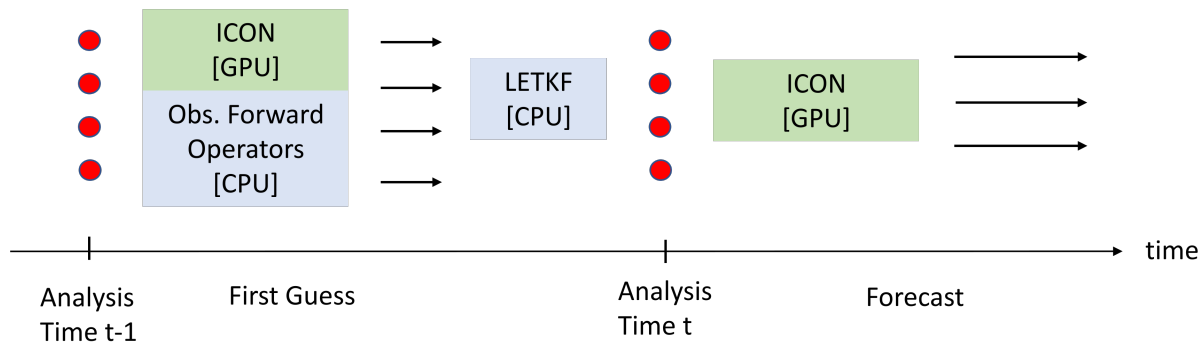 ICON
[GPU]
Obs. Forward
Operators
[CPU]
LETKF
[CPU]
ICON
[GPU]
time
Analysis
Time t-1
First Guess
Analysis
Time t
Forecast